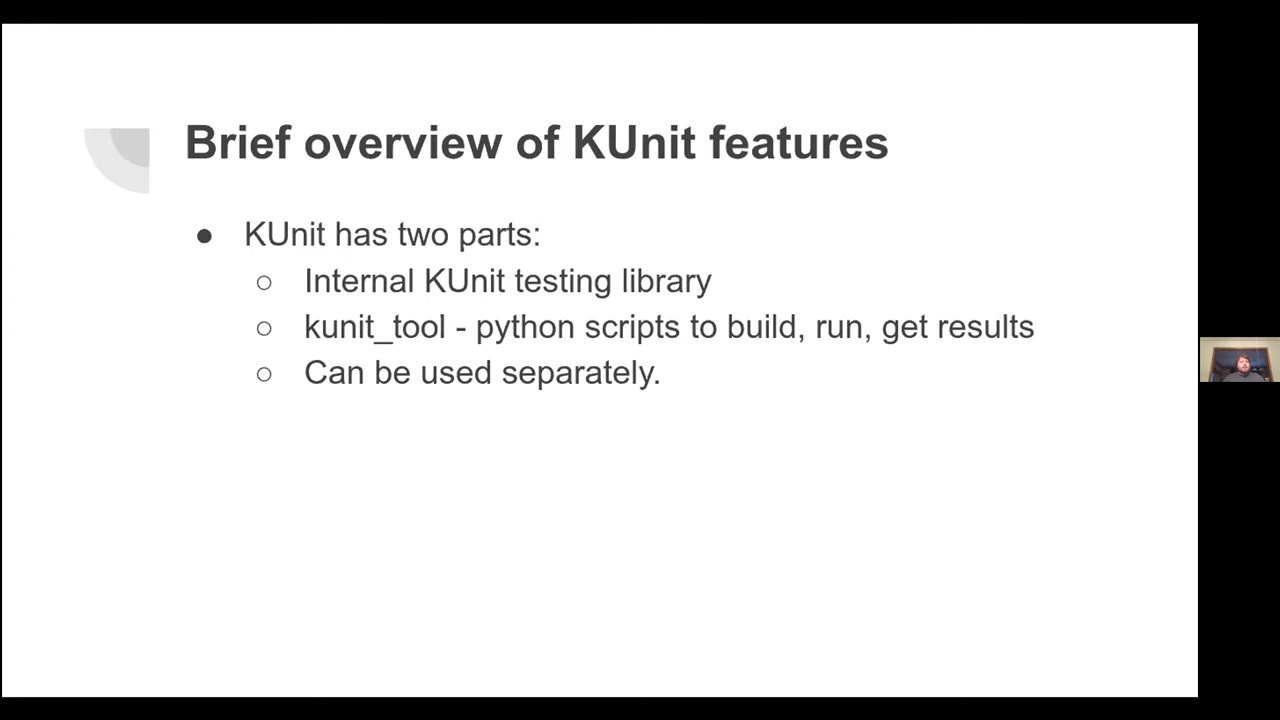 Brief overview of KUnit features
● KUnit has two parts:
○ Internal KUnit testing library
○ kunit_tool - python scripts to build, run, get results
○ Can be used separately.